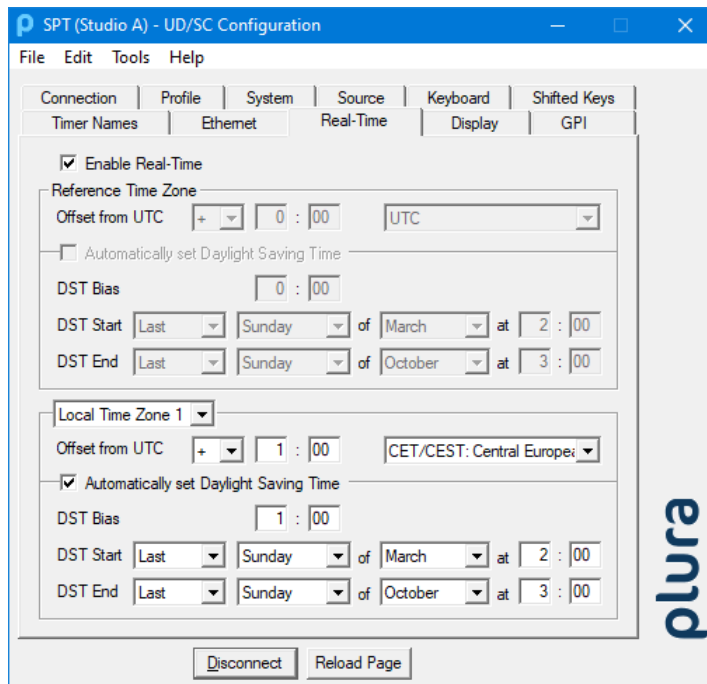 SPT (Studio A) - UD/SC Configuration
File Edit Tools Help
Connection Profile System Source Keyboard Shifted Keys
Timer Names Ethernet Real-Time Display GPI
Enable Real-Time
Reference Time Zone
Offset from UTC + 0 : 00 UTC
Automatically set Daylight Saving Time
DST Bias 0 : 00
DST Start Last Sunday of March at 2 : 00
DST End Last Sunday of October at 3 : 00
Local Time Zone 1
Offset from UTC + 1 : 00 CET/CEST: Central Europea
Automatically set Daylight Saving Time
DST Bias 1 : 00
DST Start Last Sunday of March at 2 : 00
DST End Last Sunday of October at 3 : 00
Disconnect Reload Page
plura